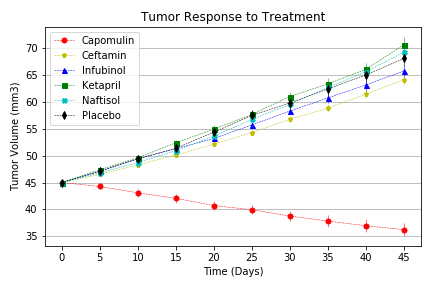 Tumor Response to Treatment
Capomulin
Ceftamin
Infubinol
Ketapril
Naftisol
Placebo
Tumor Volume (mm3)
70
65
60
55
50
45
40
35
0 5 10 15 20 25 30 35 40 45
Time (Days)